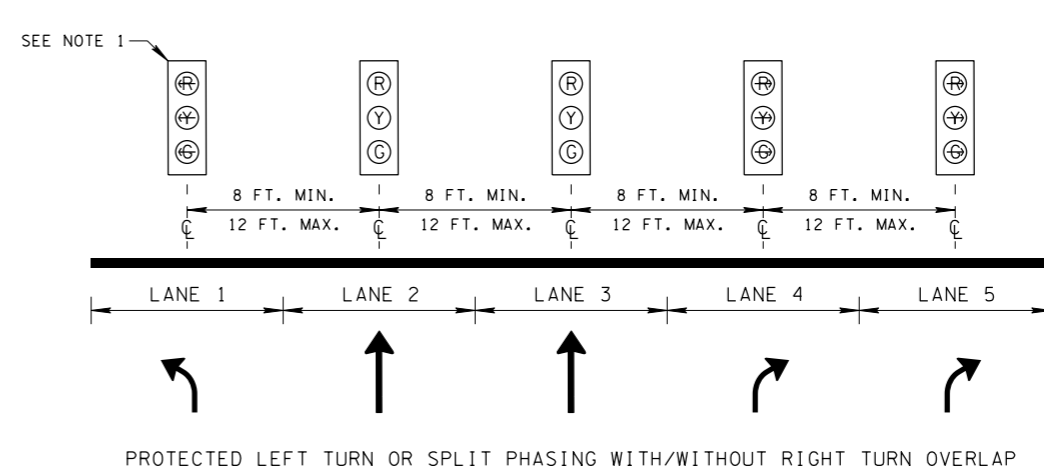 SEE NOTE 1
R R R R R
Y Y Y Y Y
G G G G G
8 FT. MIN. 8 FT. MIN. 8 FT. MIN. 8 FT. MIN.
℄ 12 FT. MAX. ℄ 12 FT. MAX. ℄ 12 FT. MAX. ℄ 12 FT. MAX. ℄
LANE 1 LANE 2 LANE 3 LANE 4 LANE 5
PROTECTED LEFT TURN OR SPLIT PHASING WITH/WITHOUT RIGHT TURN OVERLAP